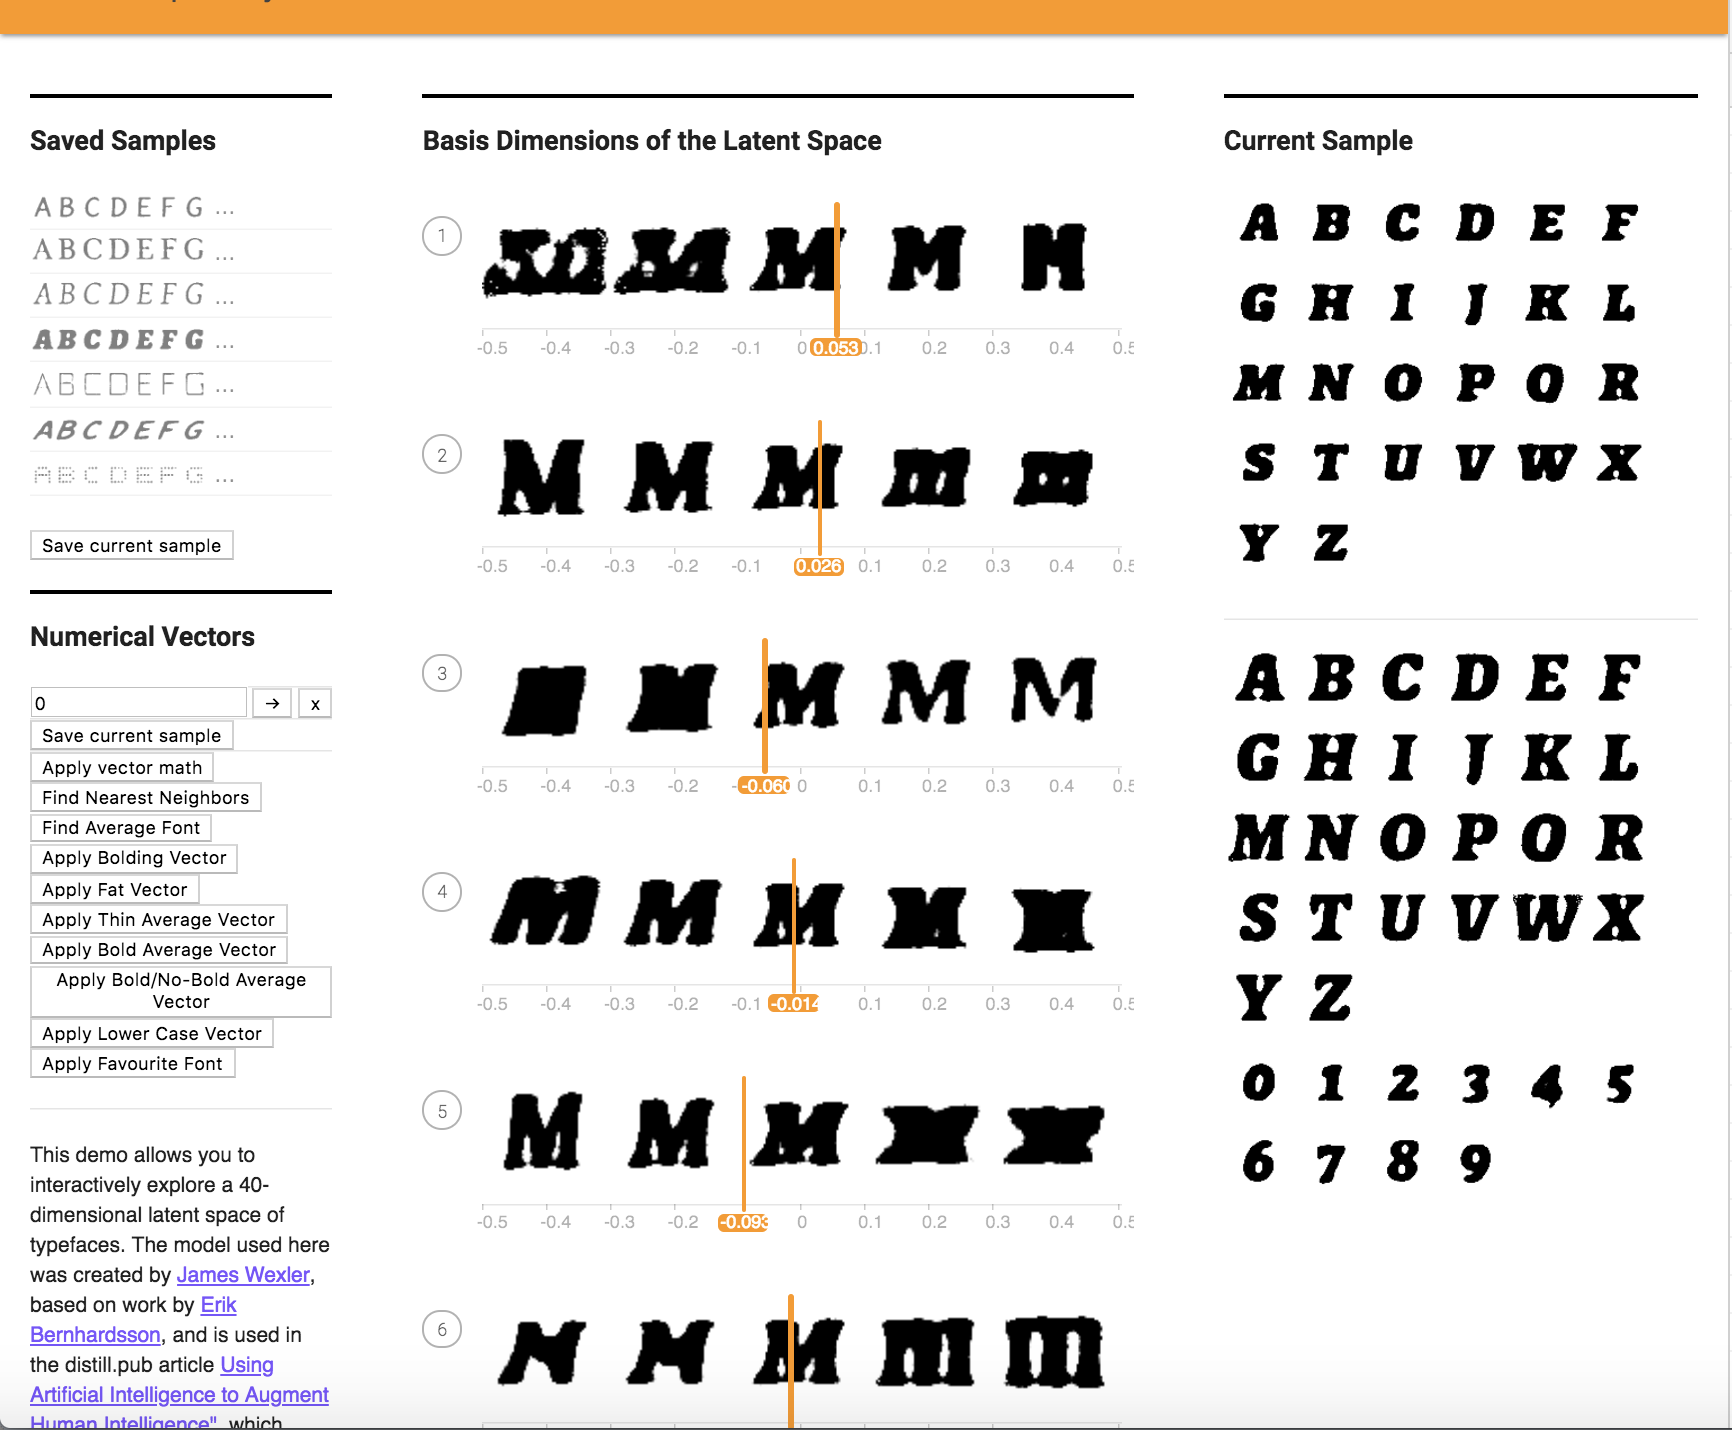 Saved Samples
A B C D E F G ...
A B C D E F G ...
A B C D E F G ...
A B C D E F G ...
A B C D E F G ...
A B C D E F G ...
A B C D E F G ...
Save current sample
Numerical Vectors
0 → x
Save current sample
Apply vector math
Find Nearest Neighbors
Find Average Font
Apply Bolding Vector
Apply Fat Vector
Apply Thin Average Vector
Apply Bold Average Vector
Apply Bold/No-Bold Average
Vector
Apply Lower Case Vector
Apply Favourite Font
This demo allows you to
interactively explore a 40-
dimensional latent space of
typefaces. The model used here
was created by James Wexler,
based on work by Erik
Bernhardsson, and is used in
the distill.pub article Using
Artificial Intelligence to Augment
Human Intelligence", which
Basis Dimensions of the Latent Space
1
M M M
-0.5 -0.4 -0.3 -0.2 -0.1 0 0.053 0.1 0.2 0.3 0.4 0.5
2
M M M m m
-0.5 -0.4 -0.3 -0.2 -0.1 0.026 0.1 0.2 0.3 0.4 0.5
3
M M M
-0.5 -0.4 -0.3 -0.2 -0.060 0 0.1 0.2 0.3 0.4 0.5
4
M M M M
-0.5 -0.4 -0.3 -0.2 -0.1 -0.014 0.1 0.2 0.3 0.4 0.5
5
M M M
-0.5 -0.4 -0.3 -0.2 -0.093 0 0.1 0.2 0.3 0.4 0.5
6
M M M m m
Current Sample
A B C D E F
G H I J K L
M N O P Q R
S T U V W X
Y Z
A B C D E F
G H I J K L
M N O P O R
S T U V W X
Y Z
0 1 2 3 4 5
6 7 8 9